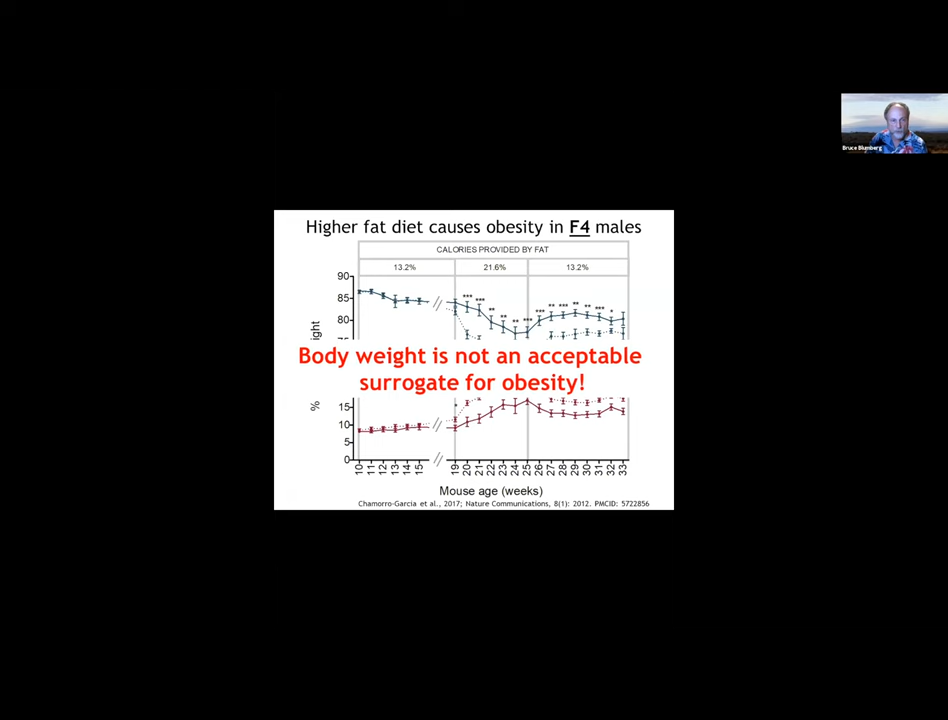 Bruce Blumberg
Higher fat diet causes obesity in F4 males
CALORIES PROVIDED BY FAT
13.2% 21.6% 13.2%
90
85
80
*** *** ** ** ** *** *** ** *** ** ** *** *
Body weight is not an acceptable
surrogate for obesity!
%
15
10
5
0
*
10 11 12 13 14 15 19 20 21 22 23 24 25 26 27 28 29 30 31 32 33
Mouse age (weeks)
Chamorro-Garcia et al., 2017; Nature Communications, 8(1): 2012. PMCID: 5722856